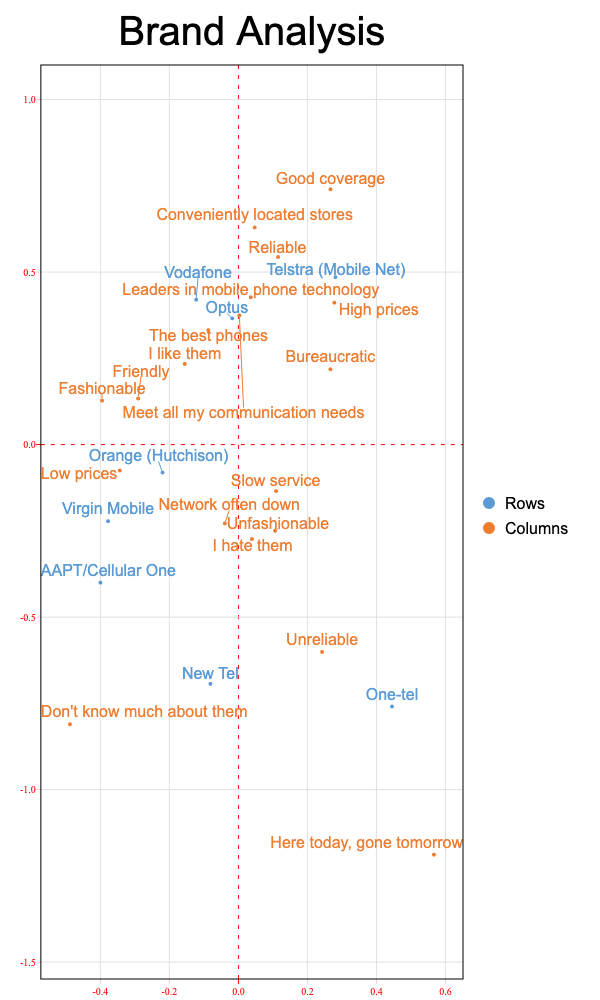 Brand Analysis
1.0
Good coverage
Conveniently located stores
Reliable
Vodafone
Telstra (Mobile Net)
0.5
Leaders in mobile phone technology
Optus
High prices
The best phones
I like them
Bureaucratic
Friendly
Fashionable
Meet all my communication needs
0.0
Orange (Hutchison)
Low prices
Slow service
Network often down
Virgin Mobile
Unfashionable
I hate them
Rows
Columns
AAPT/Cellular One
-0.5
Unreliable
New Tel
One-tel
Don't know much about them
-1.0
Here today, gone tomorrow
-1.5
-0.4
-0.2
0.0
0.2
0.4
0.6